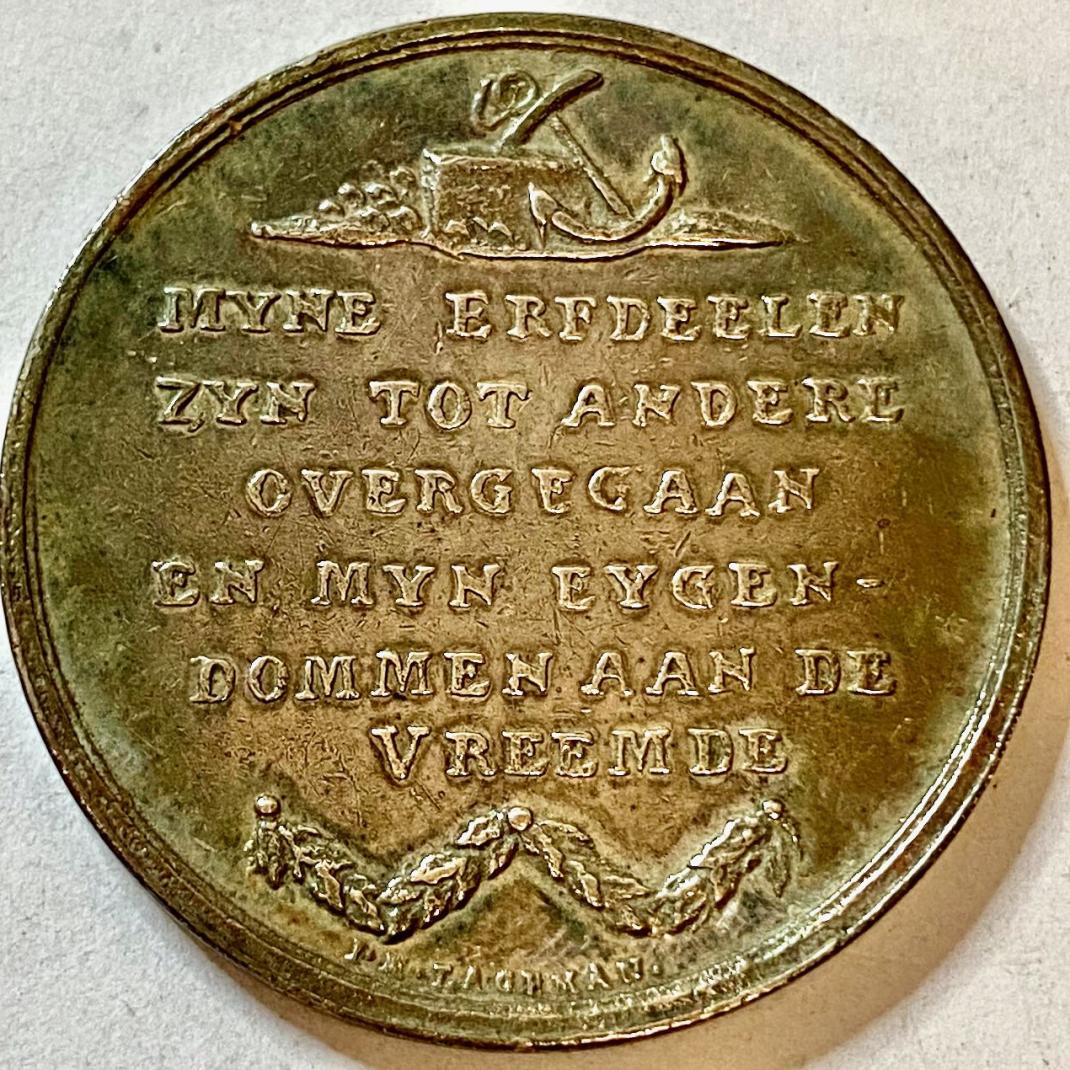 MYNE ERFDEELEN
ZYN TOT ANDERE
OVERGEGAAN
EN MYN EYGEN-
DOMMEN AAN DE
VREEMDE